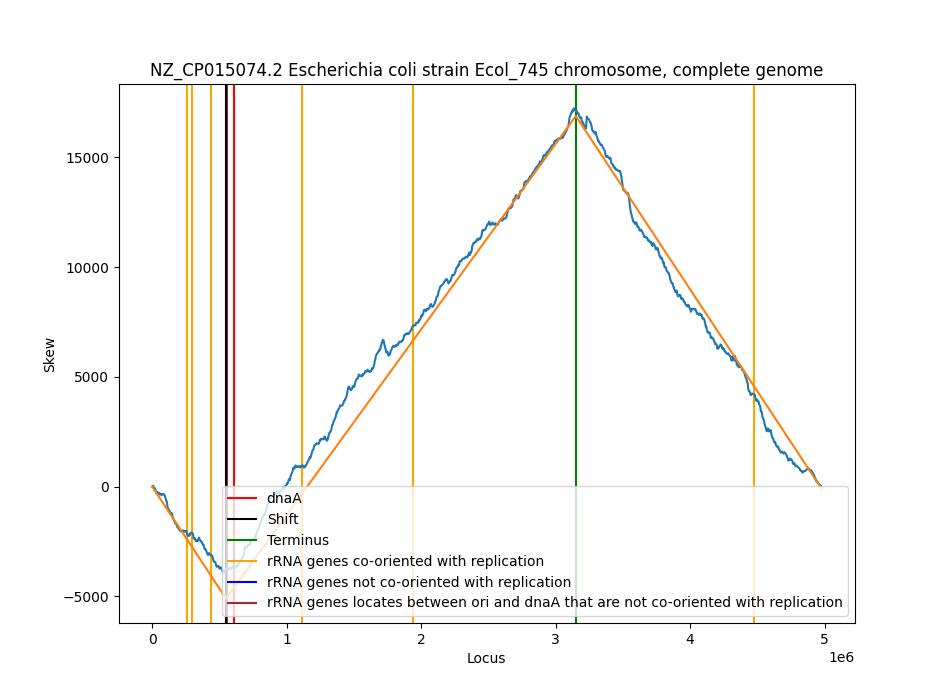 NZ_CP015074.2 Escherichia coli strain Ecol_745 chromosome, complete genome
Skew
15000
10000
5000
0
−5000
dnaA
Shift
Terminus
rRNA genes co-oriented with replication
rRNA genes not co-oriented with replication
rRNA genes locates between ori and dnaA that are not co-oriented with replication
0 1 2 3 4 5
1e6
Locus